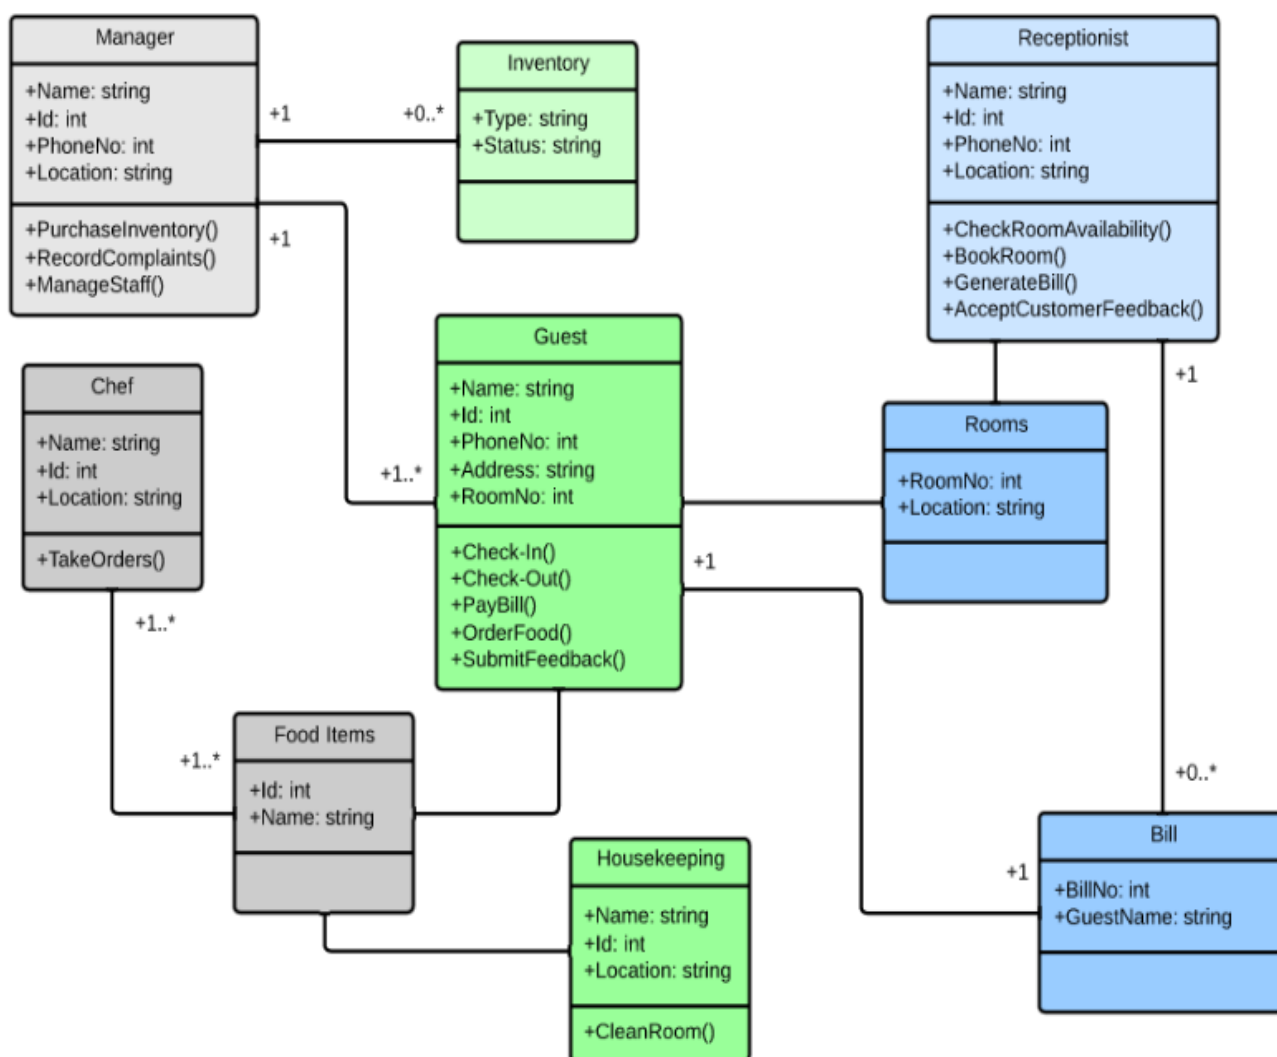 Manager
+Name: string
+Id: int
+PhoneNo: int
+Location: string
+PurchaseInventory()
+RecordComplaints()
+ManageStaff()
+1
+0..*
+1
Inventory
+Type: string
+Status: string
Receptionist
+Name: string
+Id: int
+PhoneNo: int
+Location: string
+CheckRoomAvailability()
+BookRoom()
+GenerateBill()
+AcceptCustomerFeedback()
+1
Guest
+Name: string
+Id: int
+PhoneNo: int
+Address: string
+RoomNo: int
+Check-In()
+Check-Out()
+PayBill()
+OrderFood()
+SubmitFeedback()
+1..*
+1
Chef
+Name: string
+Id: int
+Location: string
+TakeOrders()
+1..*
Rooms
+RoomNo: int
+Location: string
+1..*
Food Items
+Id: int
+Name: string
+0..*
+1
Bill
+BillNo: int
+GuestName: string
Housekeeping
+Name: string
+Id: int
+Location: string
+CleanRoom()